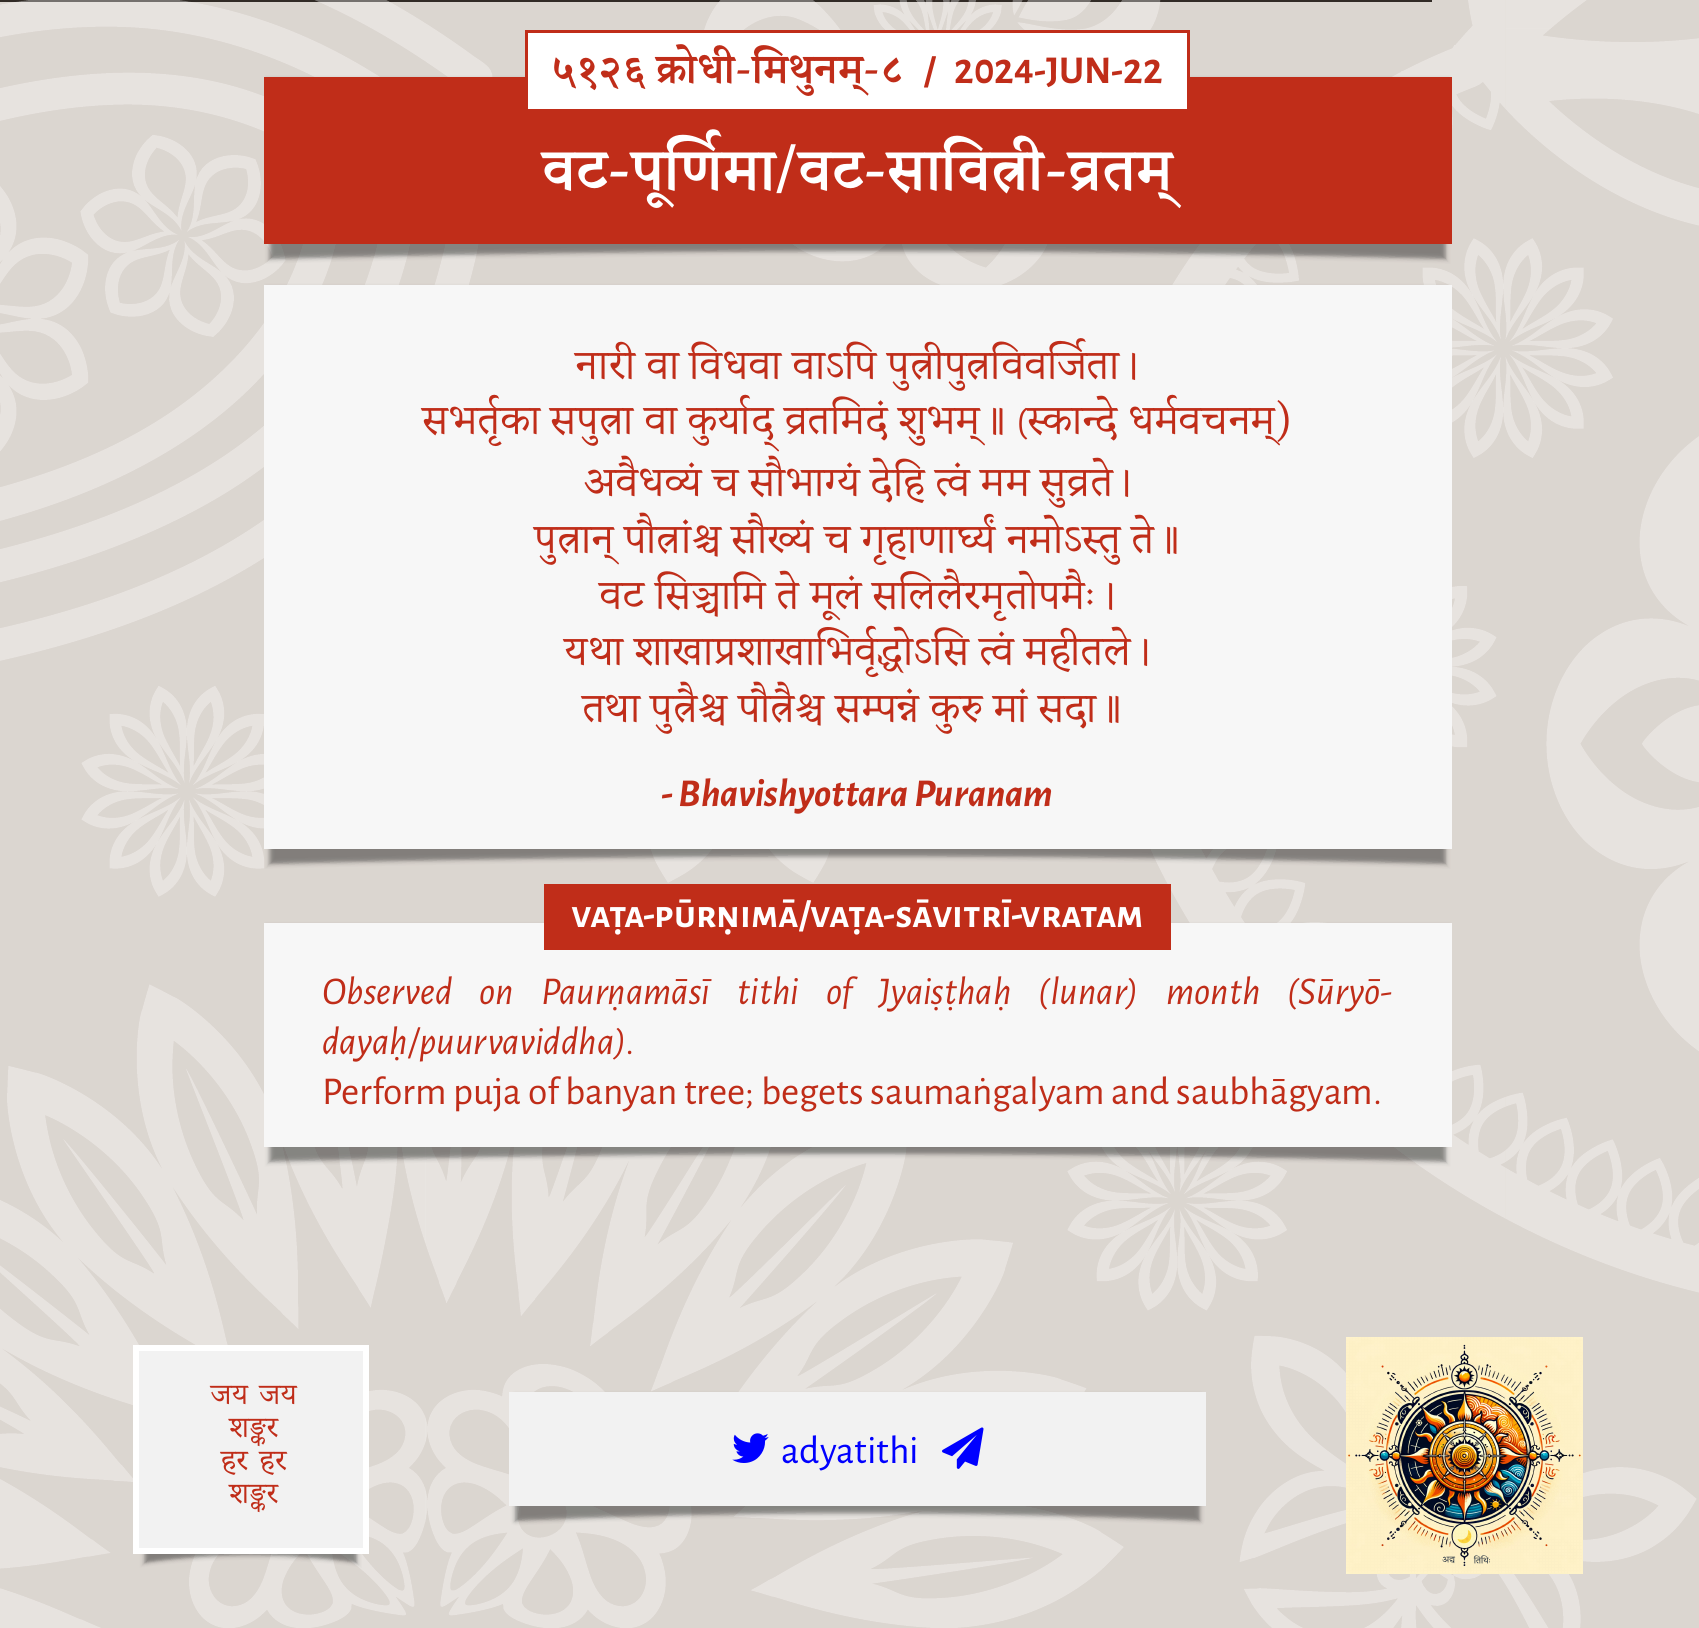 ५१२६ क्रोधी-मिथुनम्-८ / 2024-JUN-22
वट-पूर्णिमा/वट-सावित्री-व्रतम्
नारी वा विधवा वाऽपि पुत्रीपुत्रविवर्जिता।
सभर्तृका सपुत्रा वा कुर्याद् व्रतमिदं शुभम्॥ (स्कान्दे धर्मवचनम्)
अवैधव्यं च सौभाग्यं देहि त्वं मम सुव्रते।
पुत्रान् पौत्रांश्च सौख्यं च गृहाणार्घ्यं नमोऽस्तु ते॥
वट सिञ्चामि ते मूलं सलिलैरमृतोपमैः।
यथा शाखाप्रशाखाभिर्वृद्धोऽसि त्वं महीतले।
तथा पुत्रैश्च पौत्रैश्च सम्पन्नं कुरु मां सदा॥
- Bhavishyottara Puranam
VAṬA-PŪRṆIMĀ/VAṬA-SĀVITRĪ-VRATAM
Observed on Paurṇamāsī tithi of Jyaiṣṭhaḥ (lunar) month (Sūryō-
dayaḥ/puurvaviddha).
Perform puja of banyan tree; begets saumaṅgalyam and saubhāgyam.
जय जय
शङ्कर
हर हर
शङ्कर
adyatithi
अद्य तिथिः